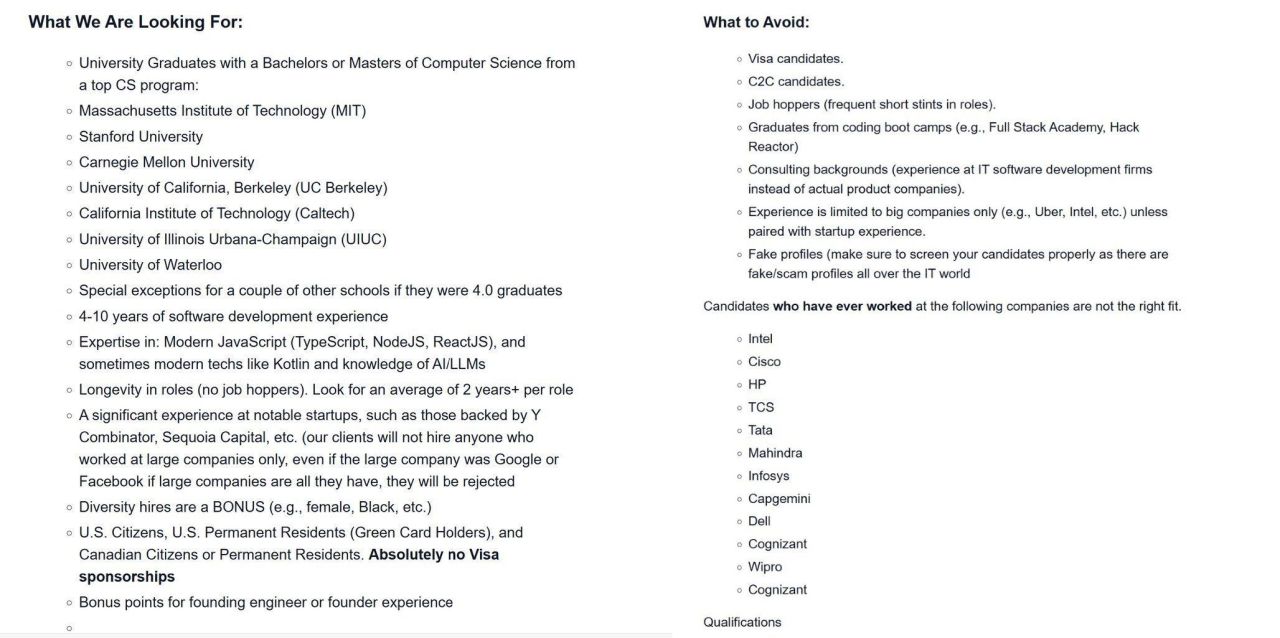 What We Are Looking For:
◦ University Graduates with a Bachelors or Masters of Computer Science from
a top CS program:
◦ Massachusetts Institute of Technology (MIT)
◦ Stanford University
◦ Carnegie Mellon University
◦ University of California, Berkeley (UC Berkeley)
◦ California Institute of Technology (Caltech)
◦ University of Illinois Urbana-Champaign (UIUC)
◦ University of Waterloo
◦ Special exceptions for a couple of other schools if they were 4.0 graduates
◦ 4-10 years of software development experience
◦ Expertise in: Modern JavaScript (TypeScript, NodeJS, ReactJS), and
sometimes modern techs like Kotlin and knowledge of AI/LLMs
◦ Longevity in roles (no job hoppers). Look for an average of 2 years+ per role
◦ A significant experience at notable startups, such as those backed by Y
Combinator, Sequoia Capital, etc. (our clients will not hire anyone who
worked at large companies only, even if the large company was Google or
Facebook if large companies are all they have, they will be rejected
◦ Diversity hires are a BONUS (e.g., female, Black, etc.)
◦ U.S. Citizens, U.S. Permanent Residents (Green Card Holders), and
Canadian Citizens or Permanent Residents. Absolutely no Visa
sponsorships
◦ Bonus points for founding engineer or founder experience
◦
What to Avoid:
◦ Visa candidates.
◦ C2C candidates.
◦ Job hoppers (frequent short stints in roles).
◦ Graduates from coding boot camps (e.g., Full Stack Academy, Hack
Reactor)
◦ Consulting backgrounds (experience at IT software development firms
instead of actual product companies).
◦ Experience is limited to big companies only (e.g., Uber, Intel, etc.) unless
paired with startup experience.
◦ Fake profiles (make sure to screen your candidates properly as there are
fake/scam profiles all over the IT world
Candidates who have ever worked at the following companies are not the right fit.
◦ Intel
◦ Cisco
◦ HP
◦ TCS
◦ Tata
◦ Mahindra
◦ Infosys
◦ Capgemini
◦ Dell
◦ Cognizant
◦ Wipro
◦ Cognizant
Qualifications